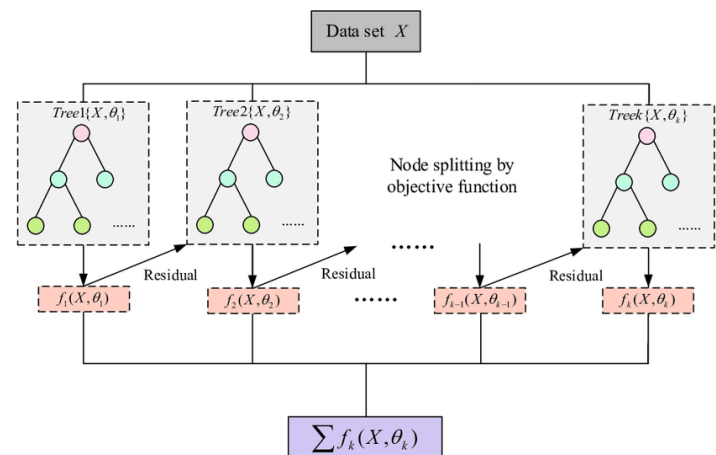 Data set X
Tree1{X,θ₁}
Tree2{X,θ₂}
Treek{X,θₖ}
Node splitting by
objective function
......
......
......
......
Residual
Residual
Residual
f₁(X,θ₁)
f₂(X,θ₂)
......
fₖ₋₁(X,θₖ₋₁)
fₖ(X,θₖ)
∑fₖ(X,θₖ)